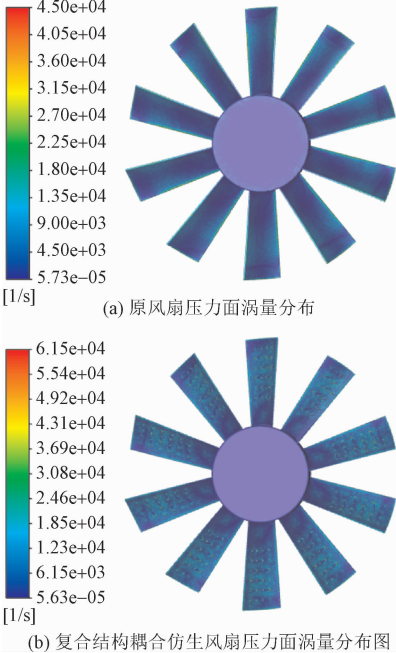 4.50e+04
4.05e+04
3.60e+04
3.15e+04
2.70e+04
2.25e+04
1.80e+04
1.35e+04
9.00e+03
4.50e+03
5.73e−05
[1/s]
(a) 原风扇压力面涡量分布
6.15e+04
5.54e+04
4.92e+04
4.31e+04
3.69e+04
3.08e+04
2.46e+04
1.85e+04
1.23e+04
6.15e+03
5.63e−05
[1/s]
(b) 复合结构耦合仿生风扇压力面涡量分布图